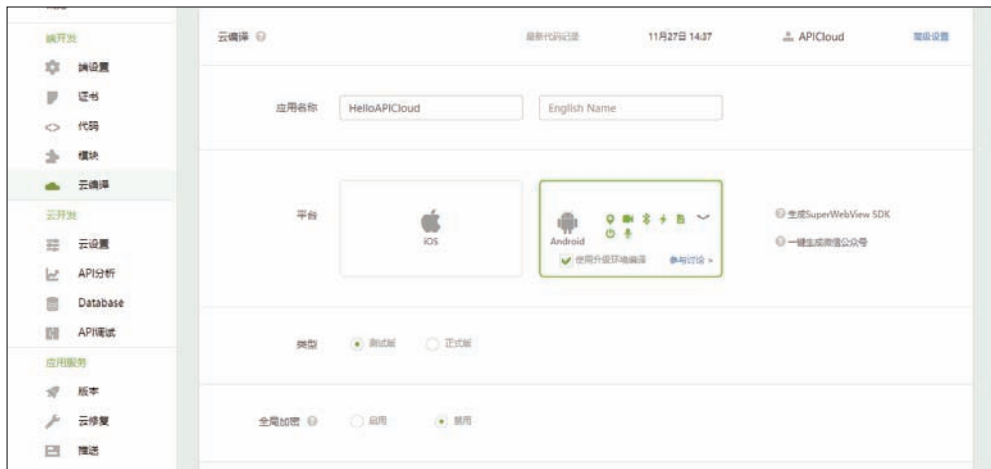 端开发
端设置
证书
代码
模块
云编译
云开发
云设置
API分析
Database
API调试
应用服务
版本
云修复
推送
云编译
最新代码记录 11月27日 14:37 APICloud 高级设置
应用名称 HelloAPICloud English Name
平台
iOS
Android
使用升级环境编译 参与讨论 »
生成SuperWebView SDK
一键生成微信公众号
类型 测试版 正式版
全局加密 启用 禁用